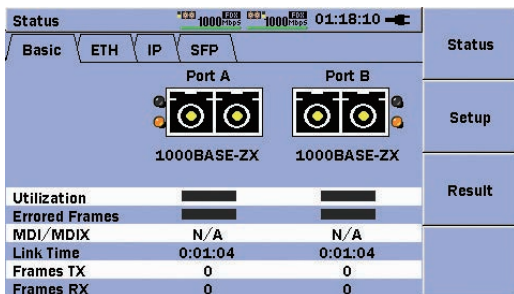 Status 1000 FDX Mbps 1000 FDX Mbps 01:18:10
Basic ETH IP SFP
Status
Port A Port B
Setup
1000BASE-ZX 1000BASE-ZX
Result
Utilization
Errored Frames
MDI/MDIX N/A N/A
Link Time 0:01:04 0:01:04
Frames TX 0 0
Frames RX 0 0